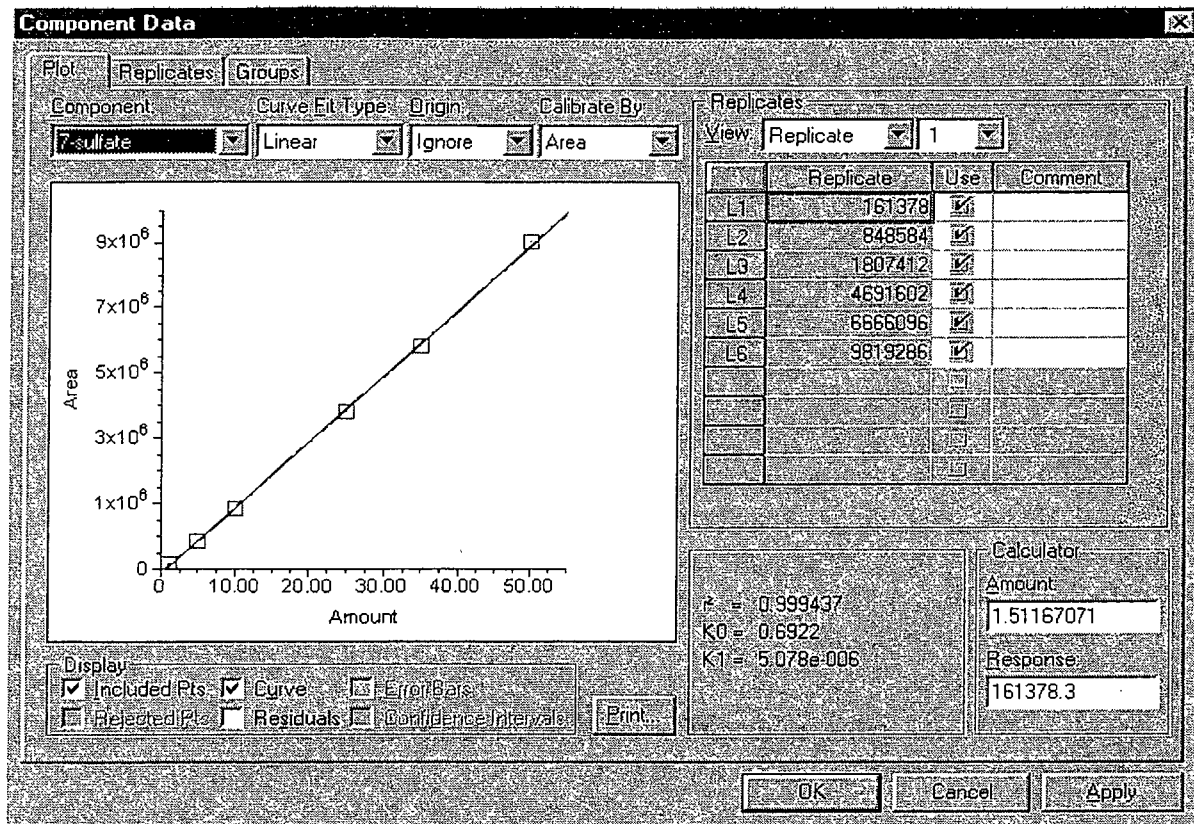 Component Data
Plot Replicates Groups
Component: Curve Fit Type: Origin: Calibrate By:
7-sulfate Linear Ignore Area
Replicates
View: Replicate 1
Replicate Use Comment
L1 161378
L2 848584
L3 1807412
L4 4691602
L5 6666096
L6 9819286
9x10⁶
7x10⁶
5x10⁶
3x10⁶
1x10⁶
0
Area
0 10.00 20.00 30.00 40.00 50.00
Amount
r² = 0.999437
K0 = 0.6922
K1 = 5.078e-006
Calculator
Amount:
1.51167071
Response:
161378.3
Display
Included Pts. Curve Error Bars
Rejected Pts. Residuals Confidence Intervals
Print...
OK Cancel Apply